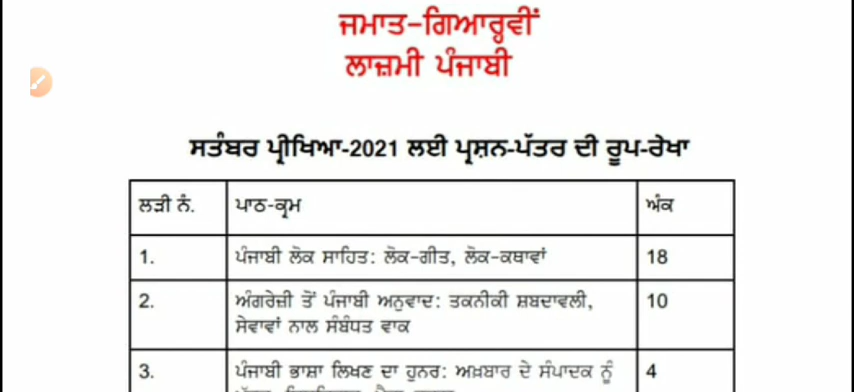 ਜਮਾਤ-ਗਿਆਰ੍ਹਵੀਂ
ਲਾਜ਼ਮੀ ਪੰਜਾਬੀ
ਸਤੰਬਰ ਪ੍ਰੀਖਿਆ-2021 ਲਈ ਪ੍ਰਸ਼ਨ-ਪੱਤਰ ਦੀ ਰੂਪ-ਰੇਖਾ
ਲੜੀ ਨੰ. ਪਾਠ-ਕ੍ਰਮ ਅੰਕ
1. ਪੰਜਾਬੀ ਲੋਕ ਸਾਹਿਤ: ਲੋਕ-ਗੀਤ, ਲੋਕ-ਕਥਾਵਾਂ 18
2. ਅੰਗਰੇਜ਼ੀ ਤੋਂ ਪੰਜਾਬੀ ਅਨੁਵਾਦ: ਤਕਨੀਕੀ ਸ਼ਬਦਾਵਲੀ, 10
ਸੇਵਾਵਾਂ ਨਾਲ ਸੰਬੰਧਤ ਵਾਕ
3. ਪੰਜਾਬੀ ਭਾਸ਼ਾ ਲਿਖਣ ਦਾ ਹੁਨਰ: ਅਖ਼ਬਾਰ ਦੇ ਸੰਪਾਦਕ ਨੂੰ 4